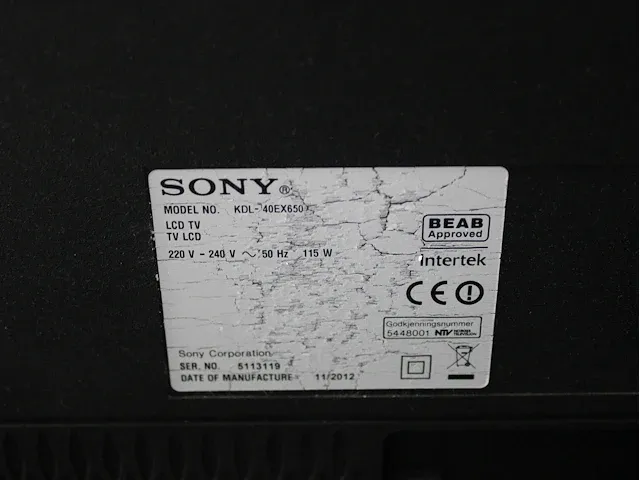 SONY®
MODEL NO. KDL-40EX650
LCD TV
TV LCD
220 V - 240 V ~ 50 Hz 115 W
BEAB
Approved
Intertek
CE
Godkjenningsnummer
5448001 NTV
Sony Corporation
SER. NO. 5113119
DATE OF MANUFACTURE 11/2012